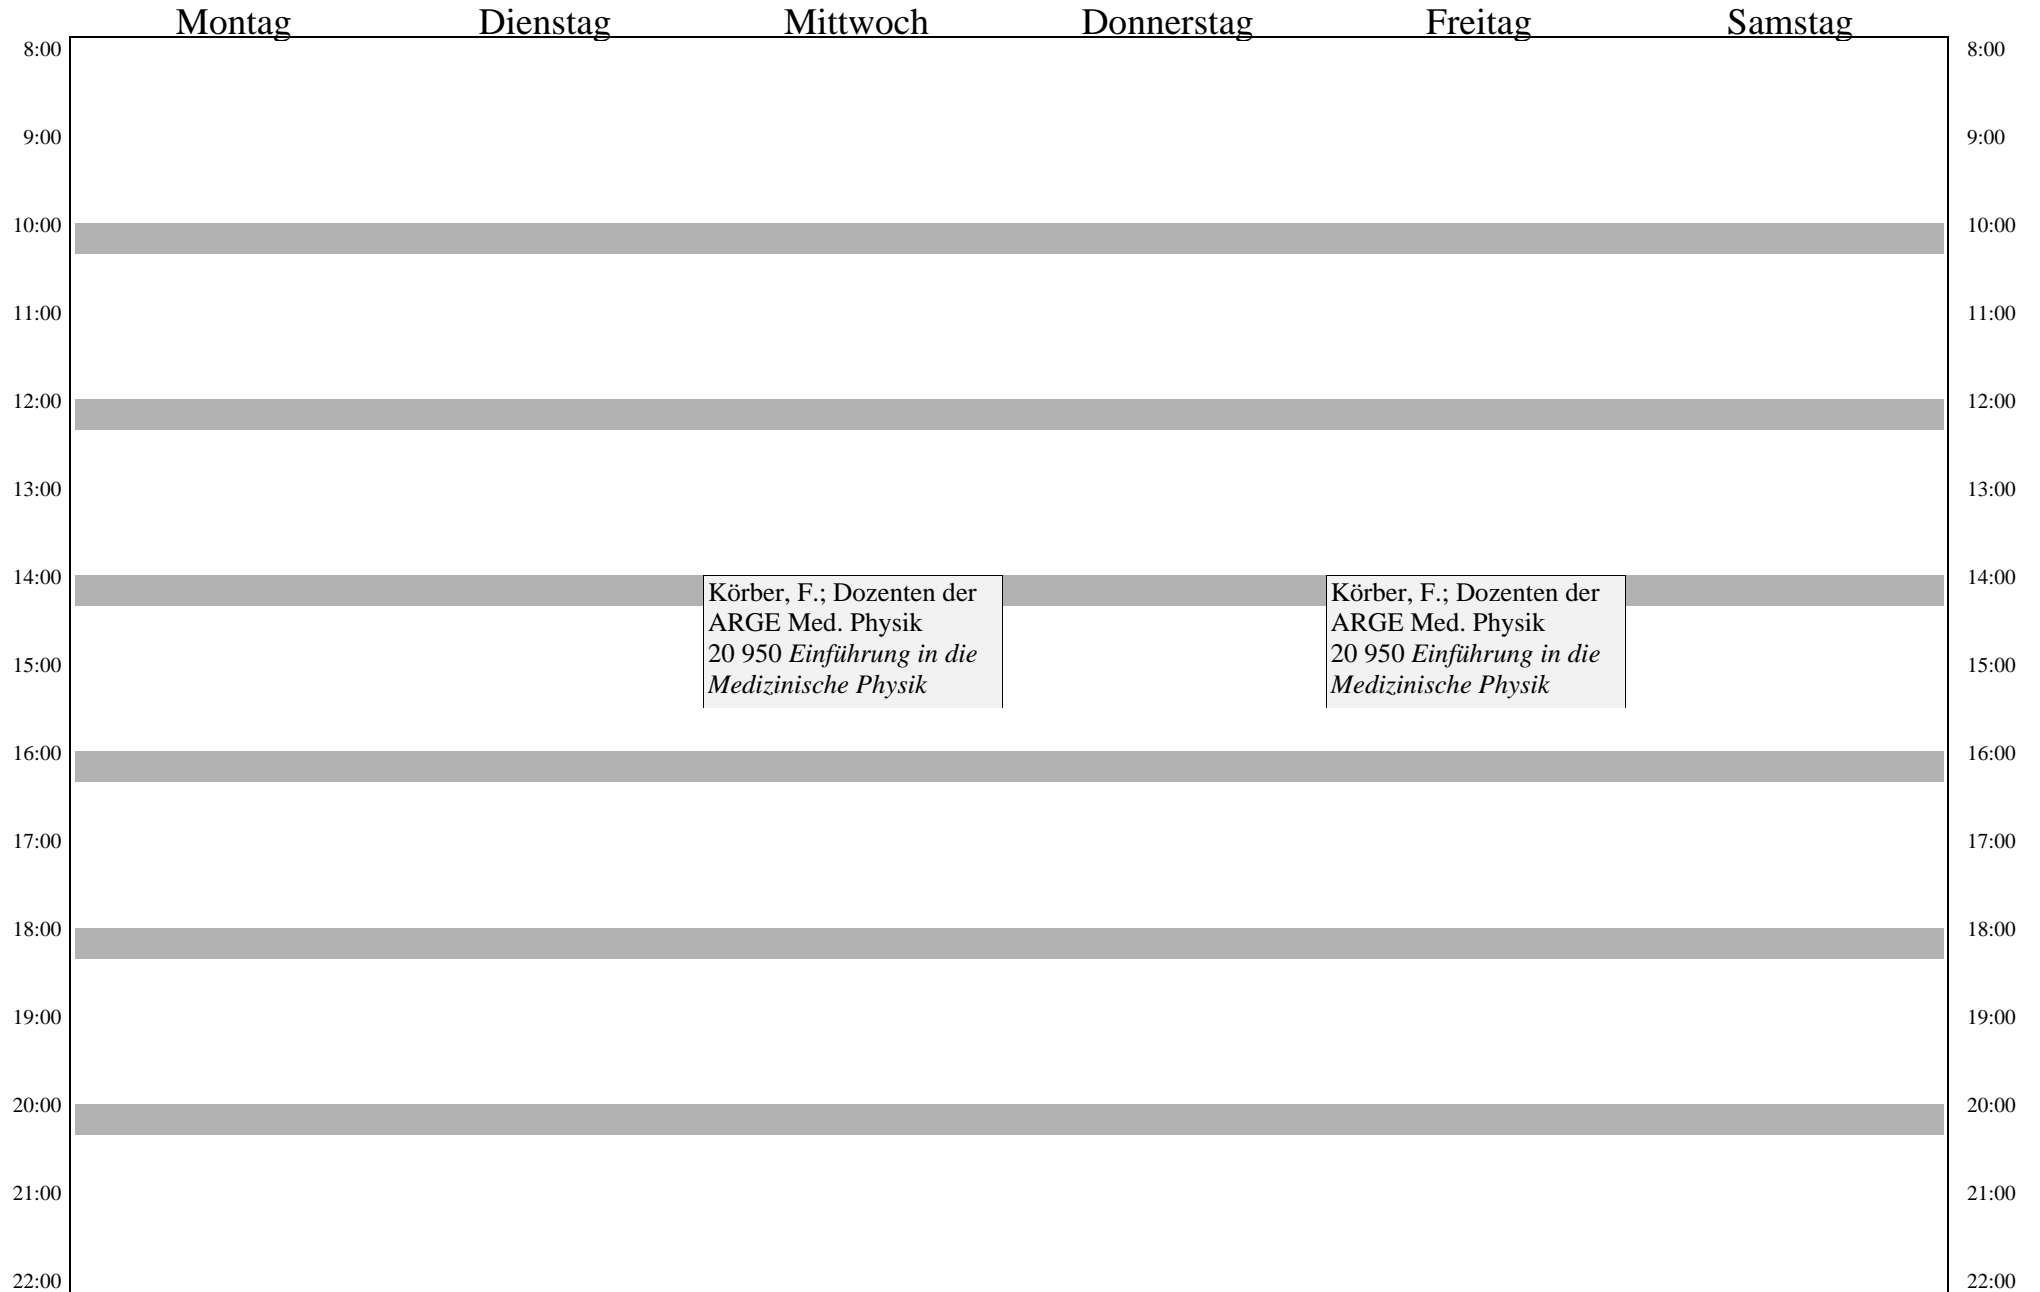 Montag Dienstag Mittwoch Donnerstag Freitag Samstag
8:00 8:00
9:00 9:00
10:00 10:00
11:00 11:00
12:00 12:00
13:00 13:00
14:00 14:00
Körber, F.; Dozenten der
ARGE Med. Physik
20 950 Einführung in die
Medizinische Physik
Körber, F.; Dozenten der
ARGE Med. Physik
20 950 Einführung in die
Medizinische Physik
15:00 15:00
16:00 16:00
17:00 17:00
18:00 18:00
19:00 19:00
20:00 20:00
21:00 21:00
22:00 22:00